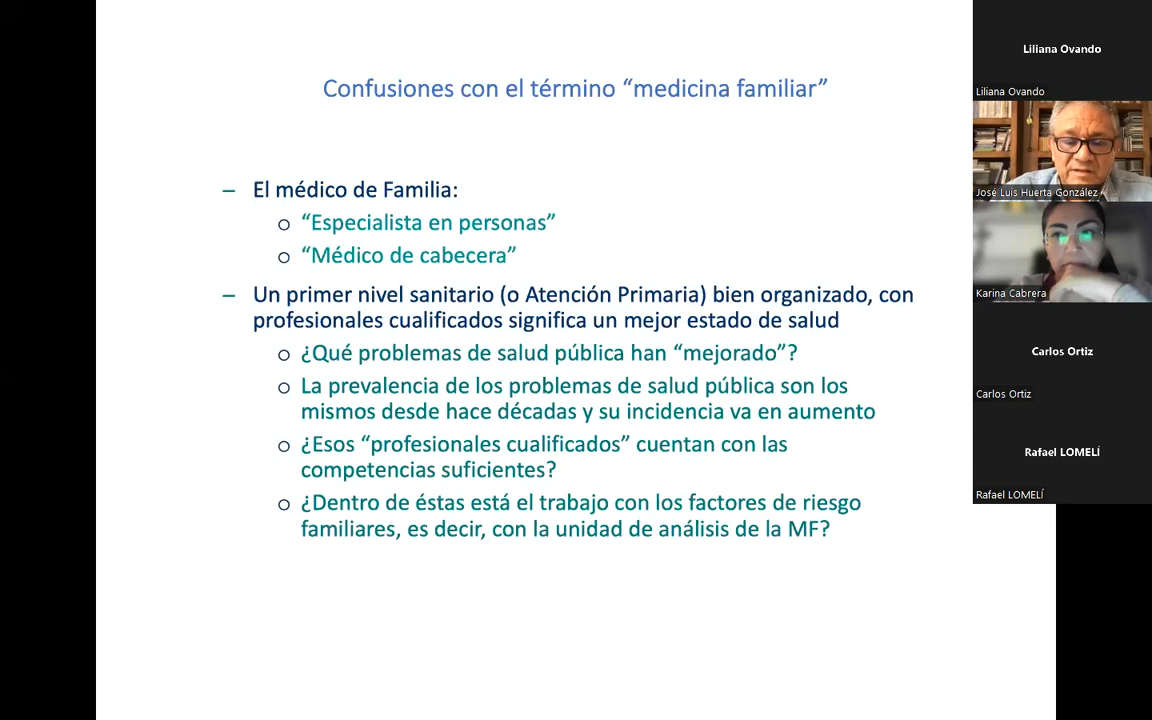 Confusiones con el término “medicina familiar”
– El médico de Familia:
o “Especialista en personas”
o “Médico de cabecera”
– Un primer nivel sanitario (o Atención Primaria) bien organizado, con
profesionales cualificados significa un mejor estado de salud
o ¿Qué problemas de salud pública han “mejorado”?
o La prevalencia de los problemas de salud pública son los
mismos desde hace décadas y su incidencia va en aumento
o ¿Esos “profesionales cualificados” cuentan con las
competencias suficientes?
o ¿Dentro de éstas está el trabajo con los factores de riesgo
familiares, es decir, con la unidad de análisis de la MF?
Liliana Ovando
Liliana Ovando
José Luis Huerta González
Karina Cabrera
Carlos Ortiz
Carlos Ortiz
Rafael LOMELÍ
Rafael LOMELÍ